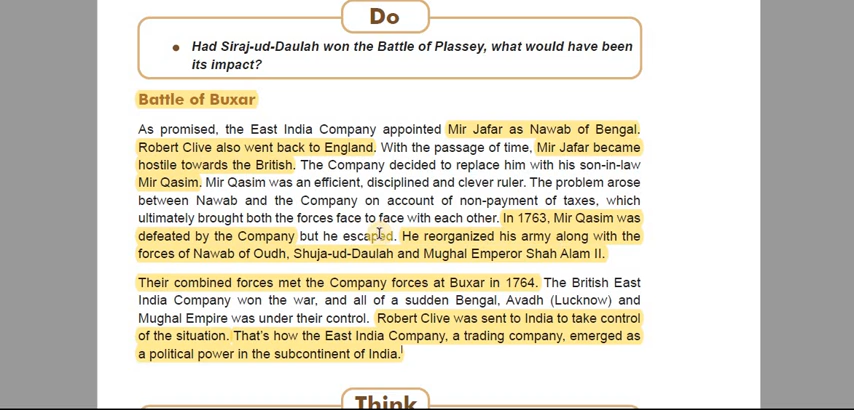 Do
• Had Siraj-ud-Daulah won the Battle of Plassey, what would have been
its impact?
Battle of Buxar
As promised, the East India Company appointed Mir Jafar as Nawab of Bengal.
Robert Clive also went back to England. With the passage of time, Mir Jafar became
hostile towards the British. The Company decided to replace him with his son-in-law
Mir Qasim. Mir Qasim was an efficient, disciplined and clever ruler. The problem arose
between Nawab and the Company on account of non-payment of taxes, which
ultimately brought both the forces face to face with each other. In 1763, Mir Qasim was
defeated by the Company but he escaped. He reorganized his army along with the
forces of Nawab of Oudh, Shuja-ud-Daulah and Mughal Emperor Shah Alam II.
Their combined forces met the Company forces at Buxar in 1764. The British East
India Company won the war, and all of a sudden Bengal, Avadh (Lucknow) and
Mughal Empire was under their control. Robert Clive was sent to India to take control
of the situation. That's how the East India Company, a trading company, emerged as
a political power in the subcontinent of India.
Think